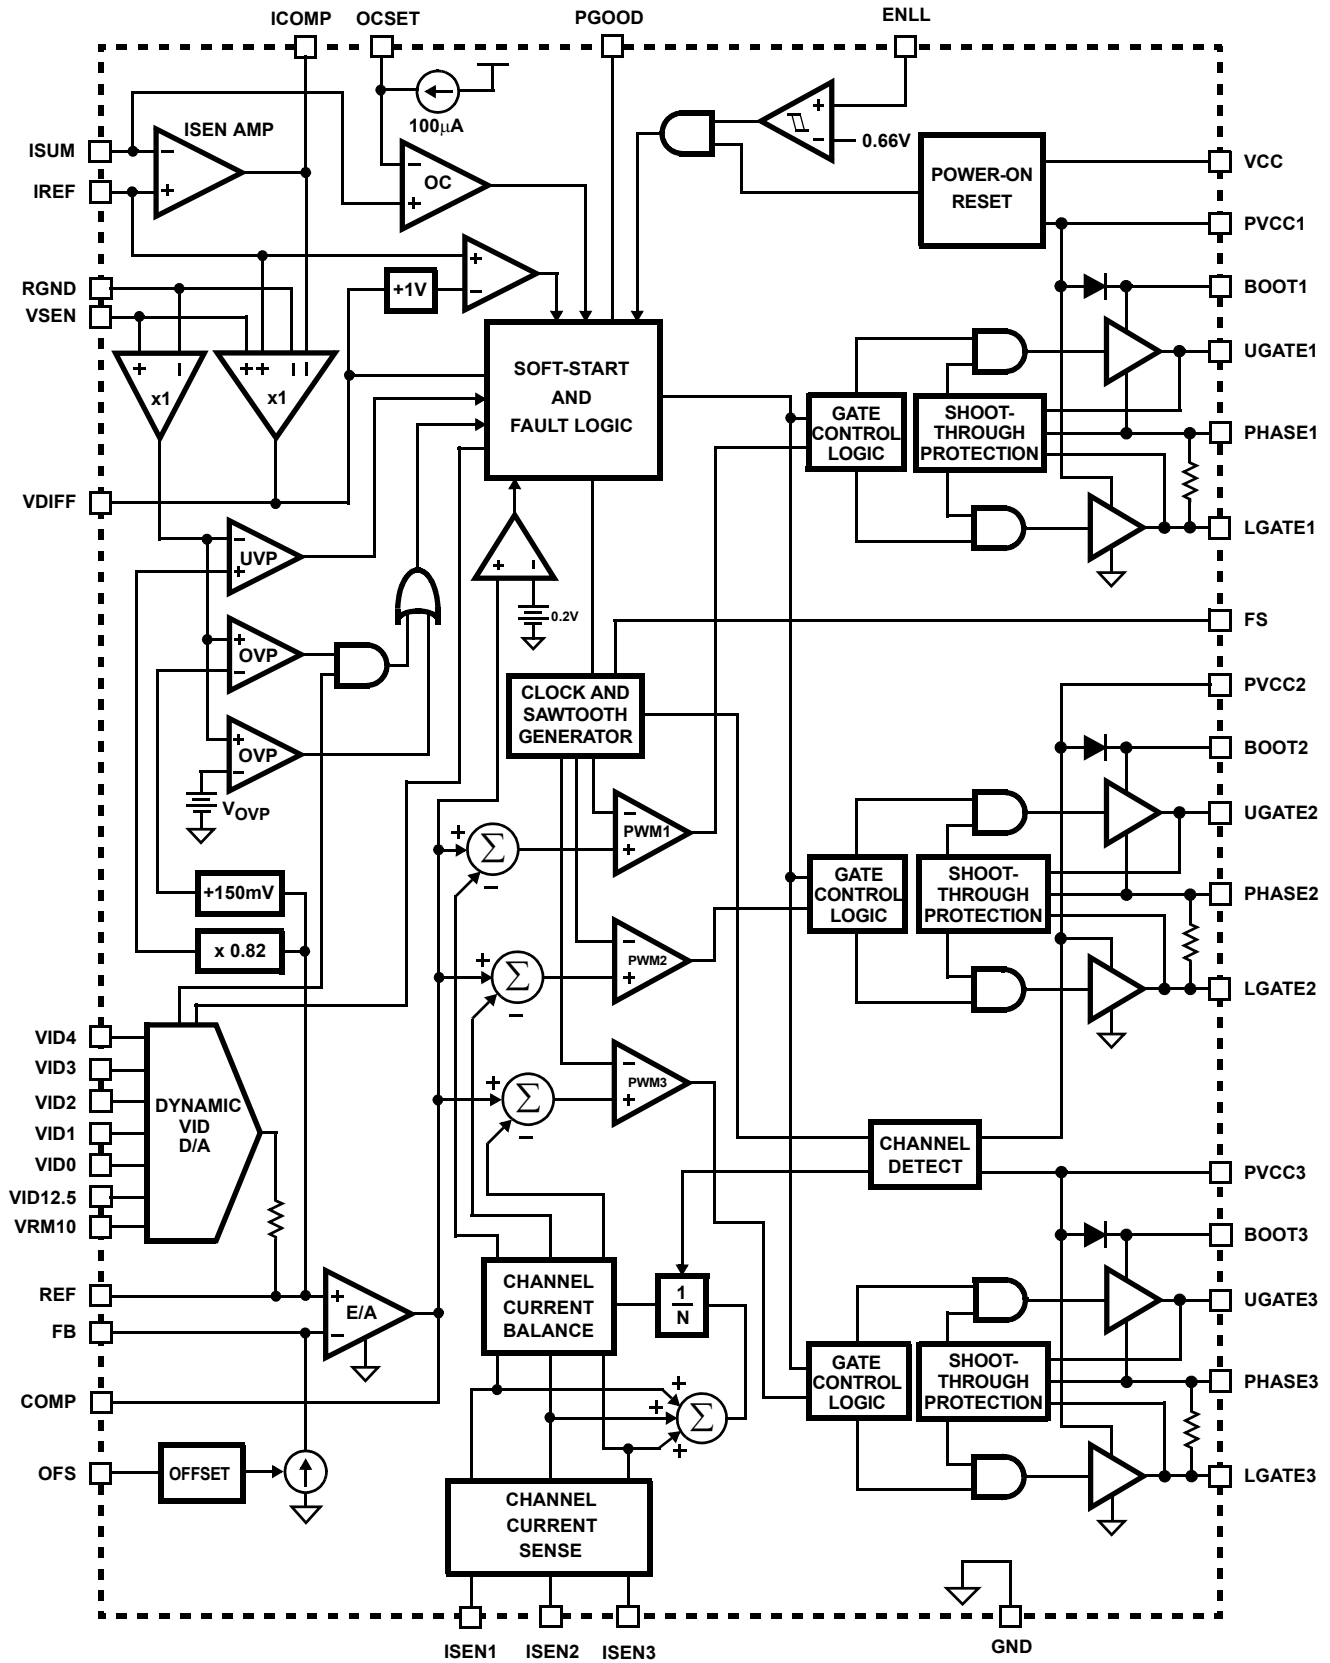 ICOMP
OCSET
PGOOD
ENLL
ISEN AMP
100µA
ISUM
IREF
−
+
−
OC
+
+
−
0.66V
POWER-ON
RESET
VCC
PVCC1
RGND
VSEN
+1V
+
−
BOOT1
UGATE1
+
−
x1
+
+
−
−
x1
SOFT-START
AND
FAULT LOGIC
GATE
CONTROL
LOGIC
SHOOT-
THROUGH
PROTECTION
PHASE1
LGATE1
VDIFF
−
UVP
+
+
−
0.2V
+
OVP
−
FS
CLOCK AND
SAWTOOTH
GENERATOR
PVCC2
+
OVP
−
VOVP
BOOT2
UGATE2
+
Σ
−
−
PWM1
+
+150mV
x 0.82
GATE
CONTROL
LOGIC
SHOOT-
THROUGH
PROTECTION
PHASE2
LGATE2
+
Σ
−
−
PWM2
+
VID4
VID3
VID2
VID1
VID0
VID12.5
VRM10
DYNAMIC
VID
D/A
+
Σ
−
−
PWM3
+
CHANNEL
DETECT
PVCC3
BOOT3
REF
FB
+
E/A
−
CHANNEL
CURRENT
BALANCE
1
N
UGATE3
GATE
CONTROL
LOGIC
SHOOT-
THROUGH
PROTECTION
PHASE3
COMP
+
+
+
Σ
OFS
OFFSET
CHANNEL
CURRENT
SENSE
LGATE3
ISEN1
ISEN2
ISEN3
GND